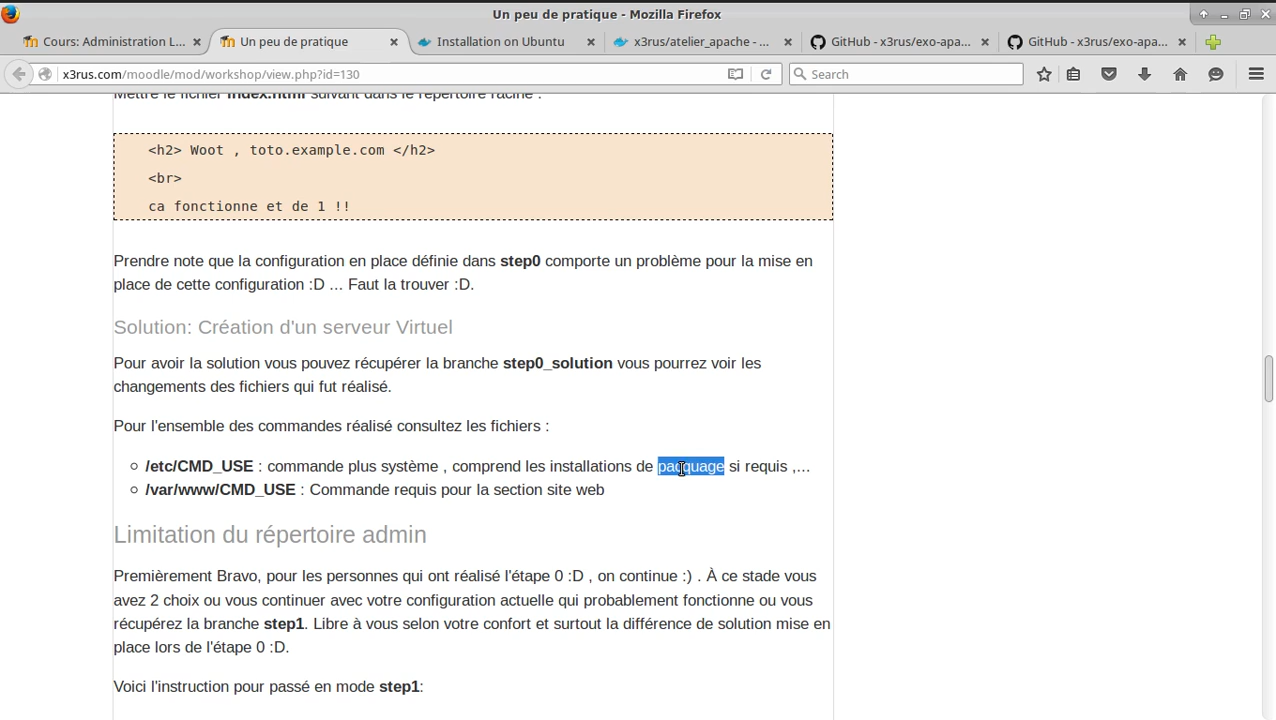 Un peu de pratique - Mozilla Firefox
Cours: Administration L...
Un peu de pratique
Installation on Ubuntu
x3rus/atelier_apache - ...
GitHub - x3rus/exo-apa...
GitHub - x3rus/exo-apa...
x3rus.com/moodle/mod/workshop/view.php?id=130
Search
Mettre le fichier index.html suivant dans le répertoire racine :
<h2> Woot , toto.example.com </h2>
<br>
ca fonctionne et de 1 !!
Prendre note que la configuration en place définie dans step0 comporte un problème pour la mise en
place de cette configuration :D ... Faut la trouver :D.
Solution: Création d'un serveur Virtuel
Pour avoir la solution vous pouvez récupérer la branche step0_solution vous pourrez voir les
changements des fichiers qui fut réalisé.
Pour l'ensemble des commandes réalisé consultez les fichiers :
/etc/CMD_USE : commande plus système , comprend les installations de pacquage si requis ,...
/var/www/CMD_USE : Commande requis pour la section site web
Limitation du répertoire admin
Premièrement Bravo, pour les personnes qui ont réalisé l'étape 0 :D , on continue :) . À ce stade vous
avez 2 choix ou vous continuer avec votre configuration actuelle qui probablement fonctionne ou vous
récupérez la branche step1. Libre à vous selon votre confort et surtout la différence de solution mise en
place lors de l'étape 0 :D.
Voici l'instruction pour passé en mode step1: